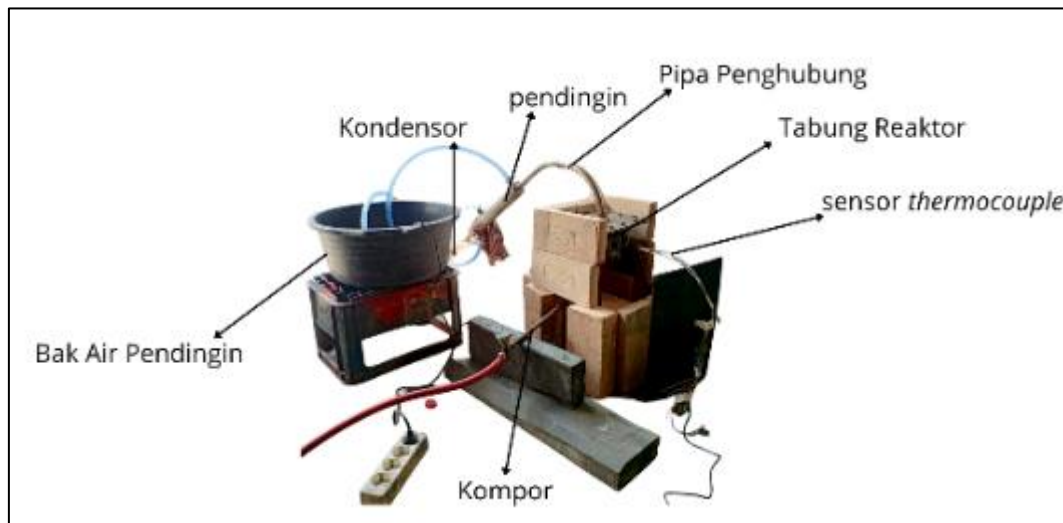 Pipa Penghubung
pendingin
Kondensor
Tabung Reaktor
sensor thermocouple
Bak Air Pendingin
Kompor